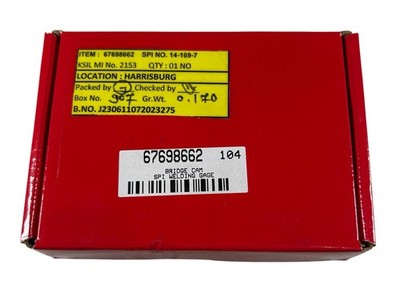 ITEM : 67698662 SPI NO. 14-169-7
KSIL MI No. 2153 QTY : 01 NO
LOCATION : HARRISBURG
Packed by Checked by
Box No. 907 Gr.Wt. 0.170
B.NO. J230611072023275
67698662 104
BRIDGE CAM
SPI WELDING GAGE